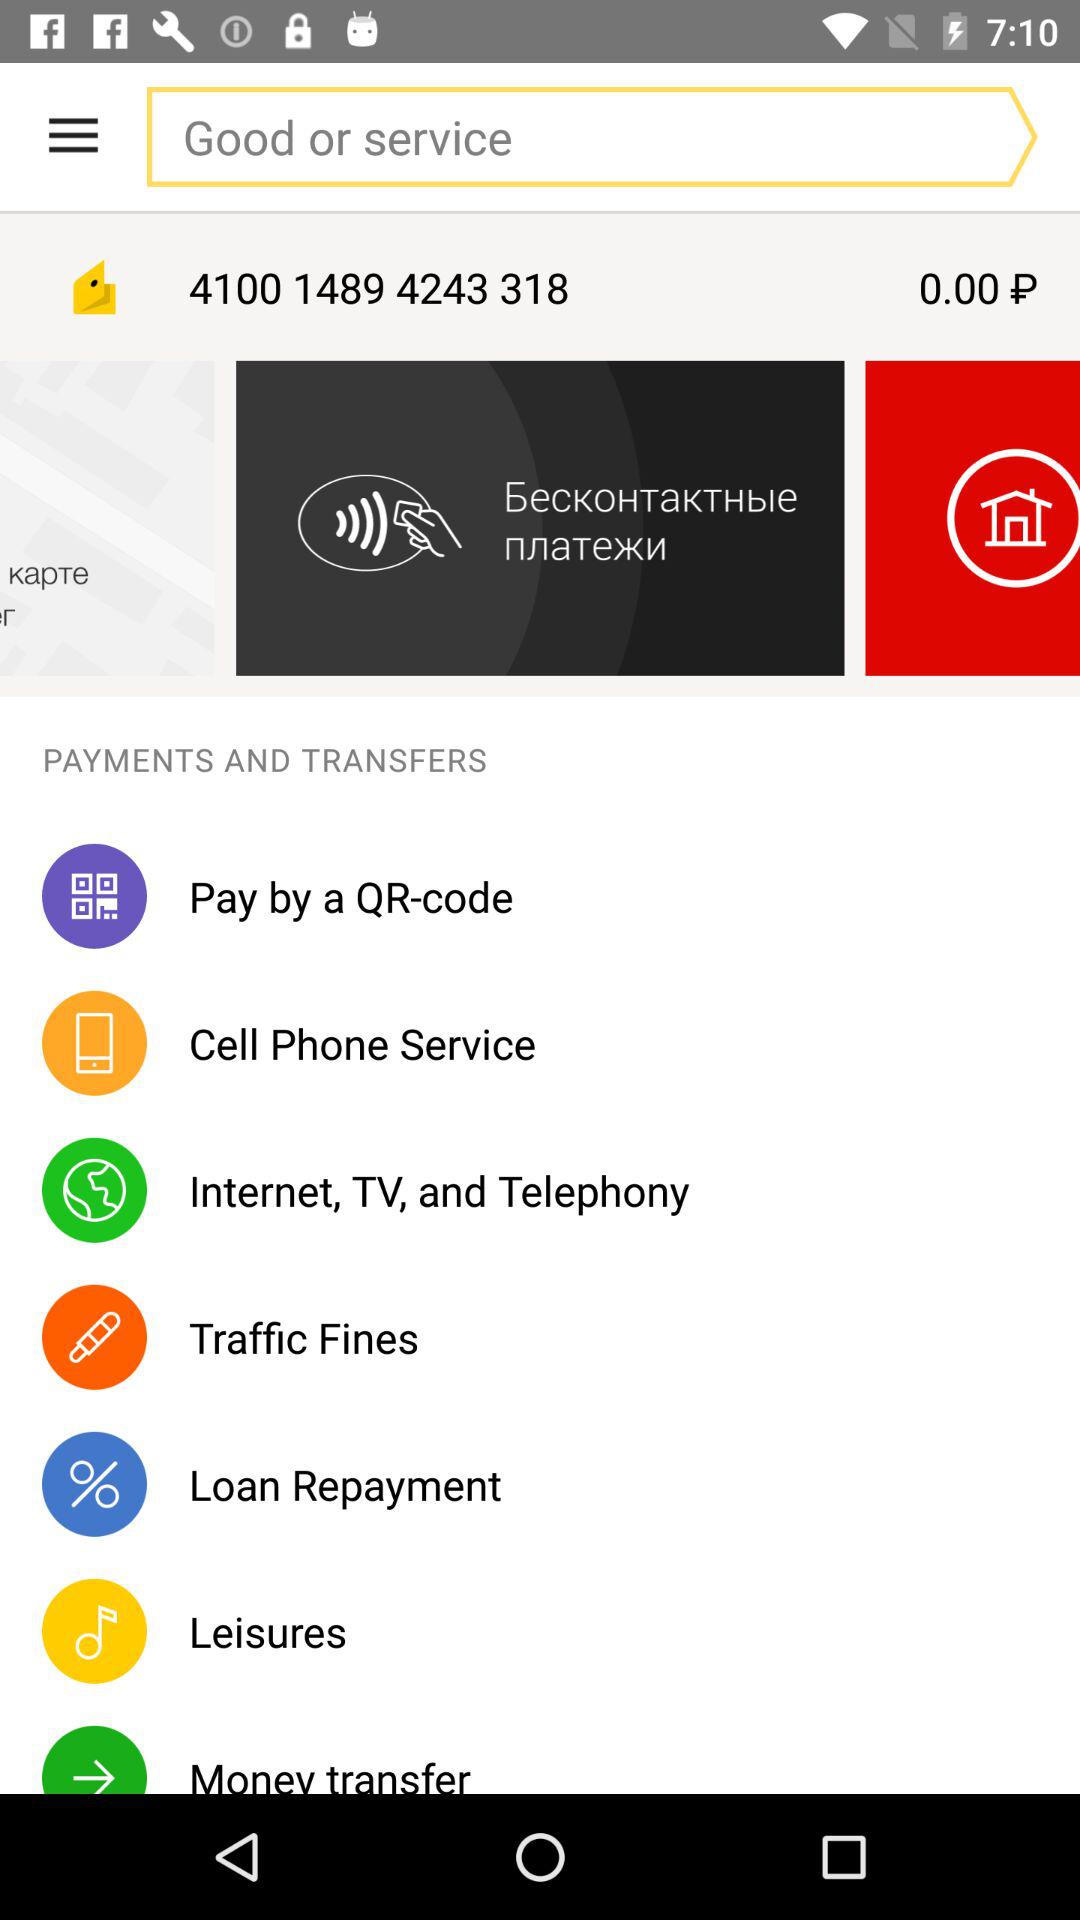 7:10
Good or service
4100 1489 4243 318 0.00 ₽
карте
Бесконтактные
платежи
PAYMENTS AND TRANSFERS
Pay by a QR-code
Cell Phone Service
Internet, TV, and Telephony
Traffic Fines
Loan Repayment
Leisures
Money transfer